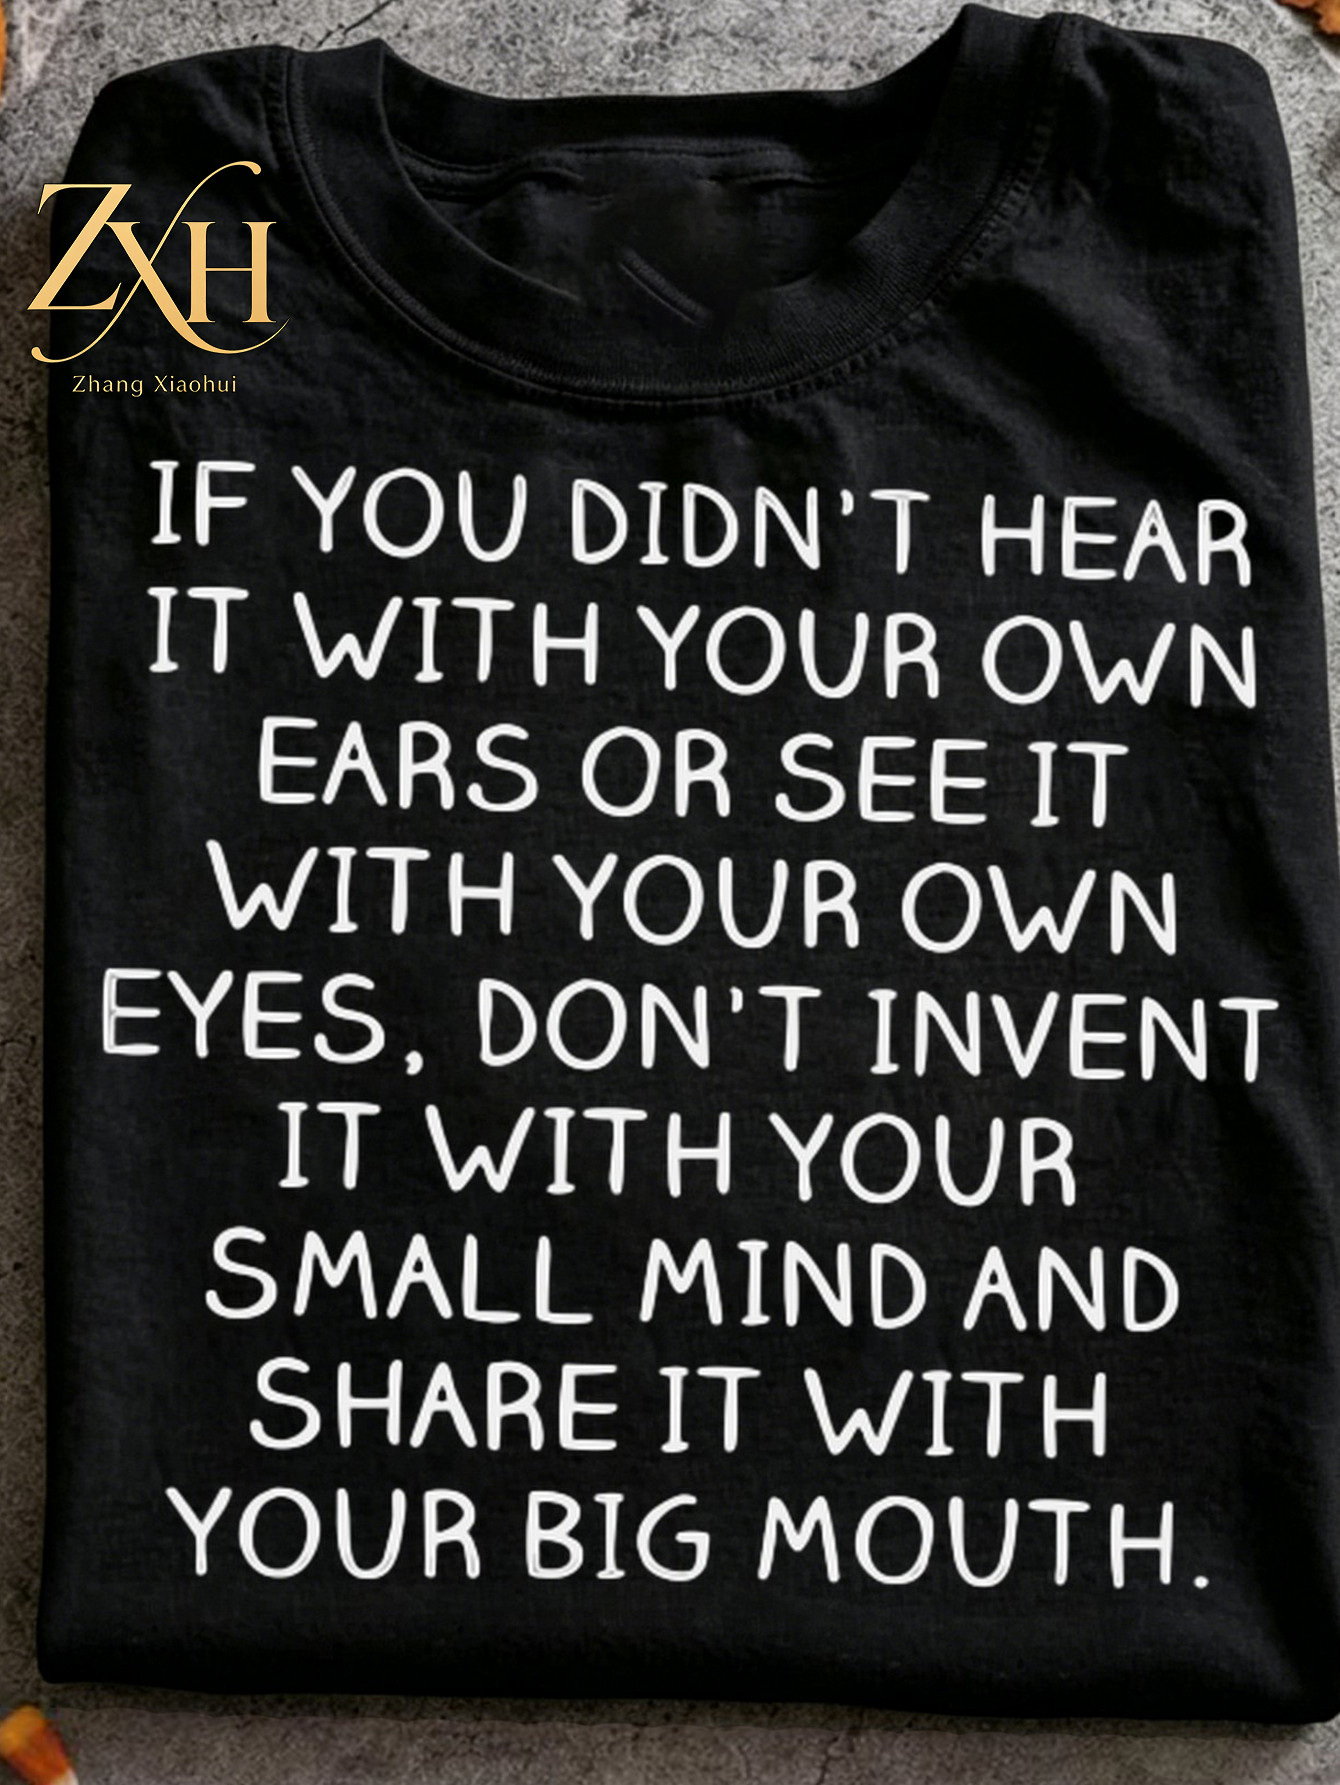 ZXH
Zhang Xiaohui
IF YOU DIDN'T HEAR
IT WITH YOUR OWN
EARS OR SEE IT
WITH YOUR OWN
EYES, DON'T INVENT
IT WITH YOUR
SMALL MIND AND
SHARE IT WITH
YOUR BIG MOUTH.